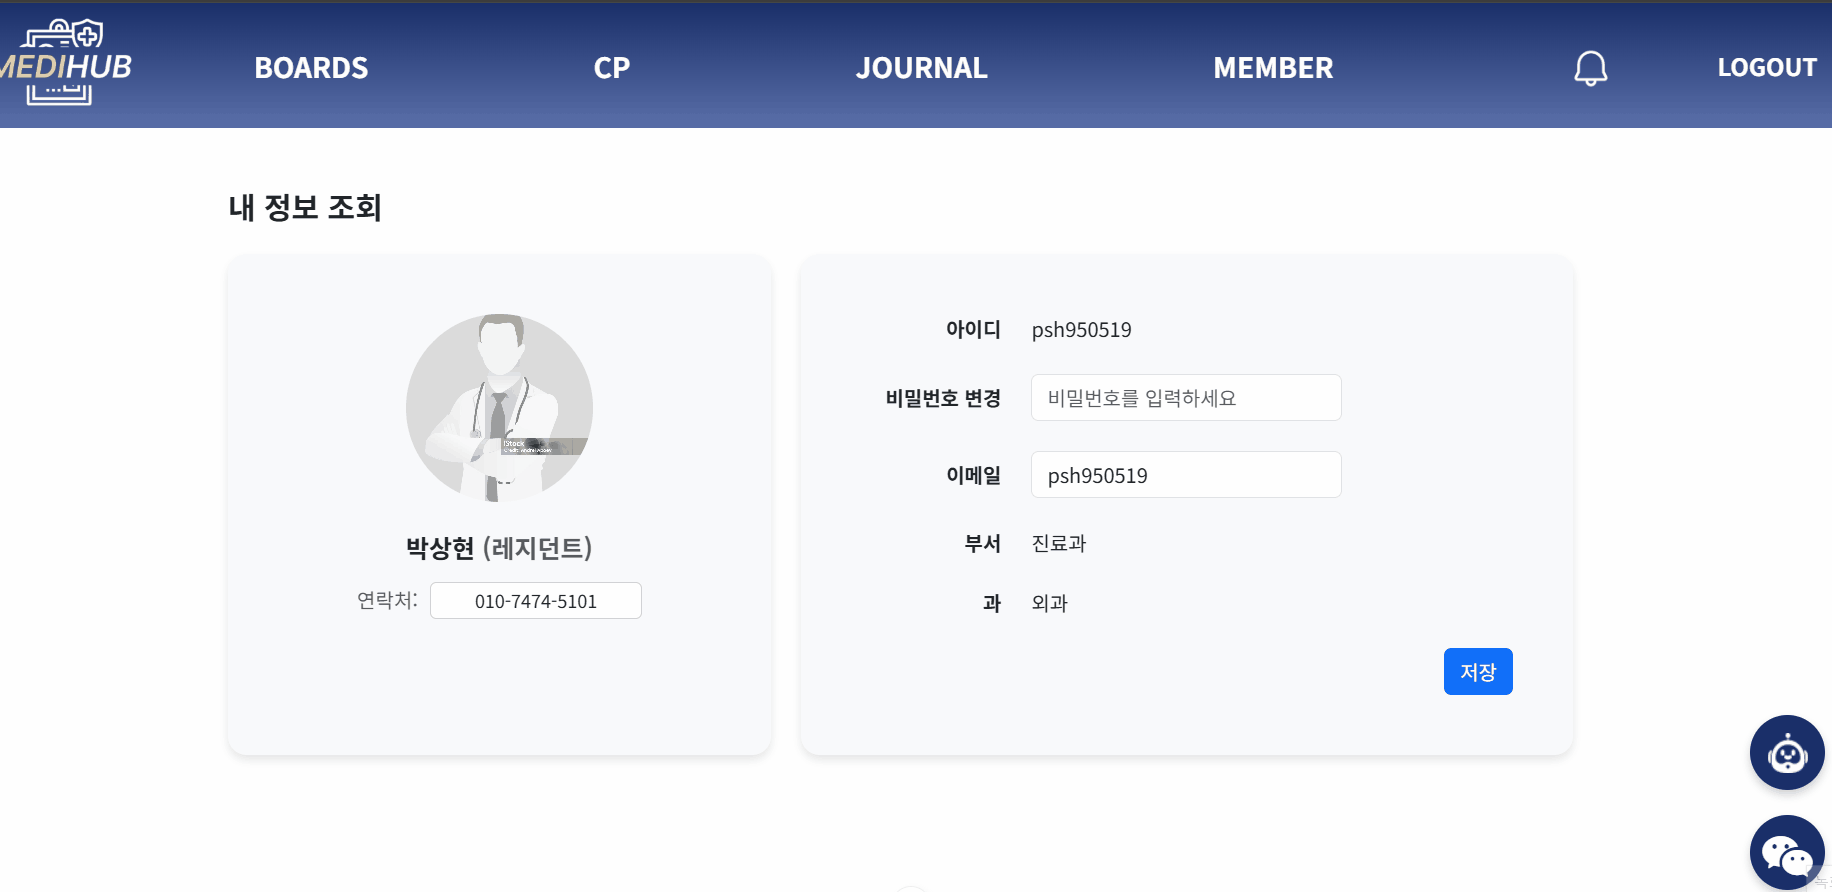 MEDIHUB
BOARDS
CP
JOURNAL
MEMBER
LOGOUT
내 정보 조회
iStock
박상현 (레지던트)
연락처: 010-7474-5101
아이디 psh950519
비밀번호 변경 비밀번호를 입력하세요
이메일 psh950519
부서 진료과
과 외과
저장